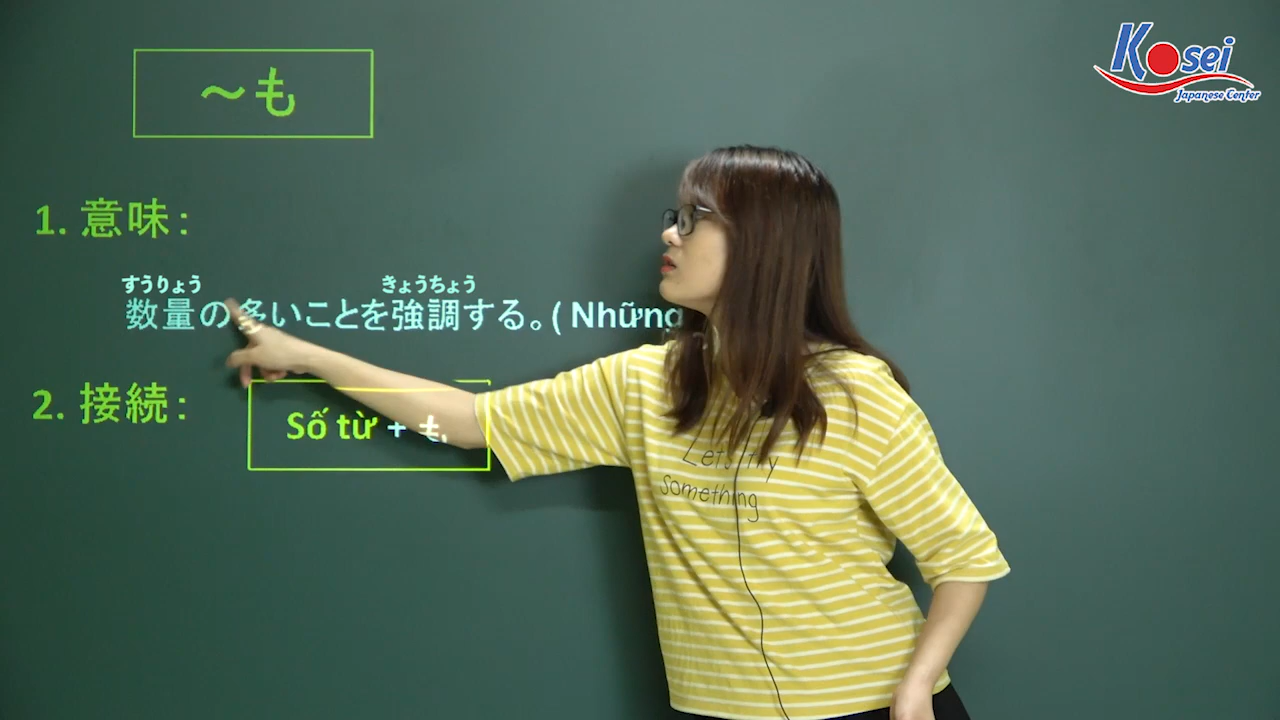 Kosei
Japanese Center
～も
1. 意味:
すうりょう きょうちょう
数量の多いことを強調する。( Những
2. 接続:
Số từ + も
Let's try
something